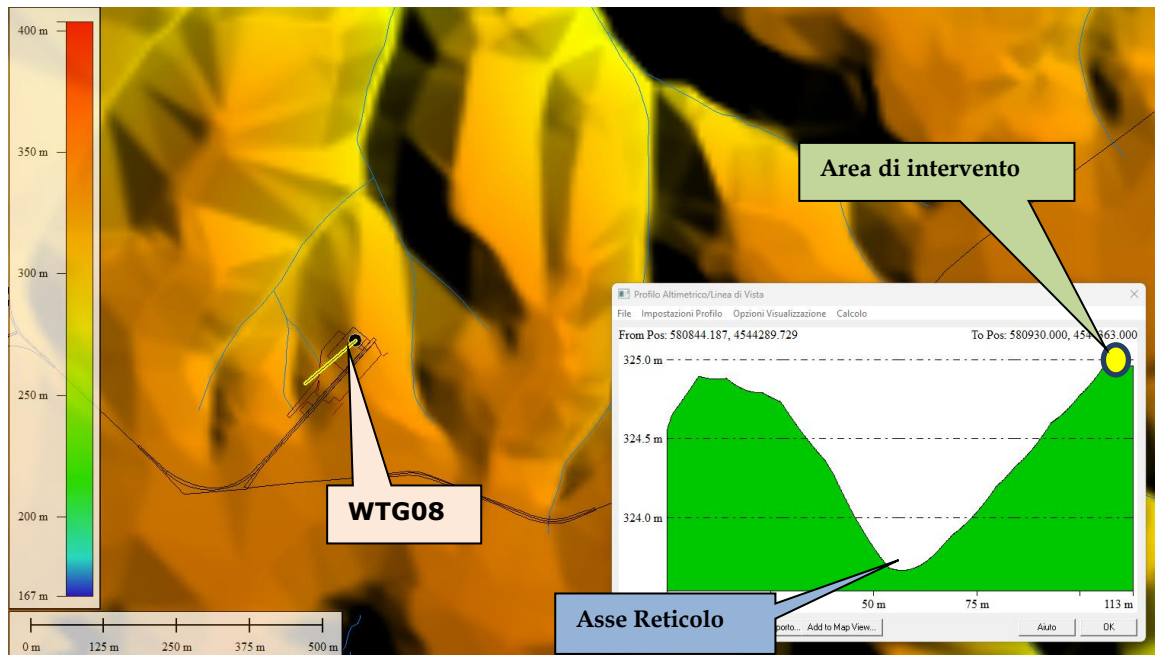 400 m
350 m
300 m
250 m
200 m
167 m
0 m 125 m 250 m 375 m 500 m
WTG08
Area di intervento
Profilo Altimetrico/Linea di Vista
File Impostazioni Profilo Opzioni Visualizzazione Calcolo
From Pos: 580844.187, 4544289.729 To Pos: 580930.000, 454 363.000
325.0 m
324.5 m
324.0 m
50 m 75 m 113 m
Asse Reticolo
Add to Map View... Aiuto OK